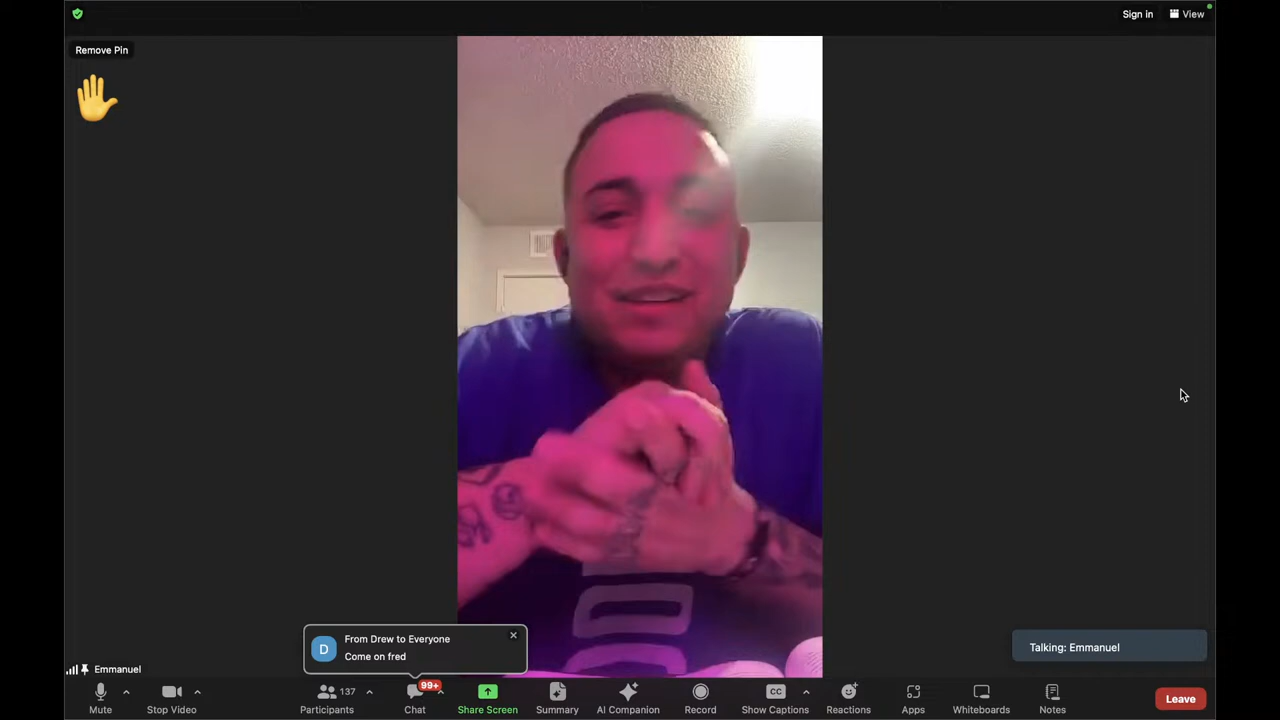 Sign in
View
Remove Pin
From Drew to Everyone
D
Come on fred
Talking: Emmanuel
Emmanuel
137
99+
CC
Mute
Stop Video
Participants
Chat
Share Screen
Summary
AI Companion
Record
Show Captions
Reactions
Apps
Whiteboards
Notes
Leave